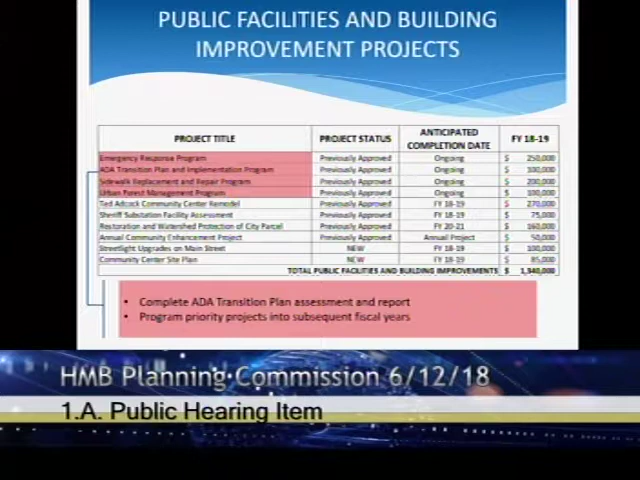 PUBLIC FACILITIES AND BUILDING
IMPROVEMENT PROJECTS
PROJECT TITLE PROJECT STATUS ANTICIPATED COMPLETION DATE FY 18-19
Emergency Response Program Previously Approved Ongoing $ 250,000
ADA Transition Plan and Implementation Program Previously Approved Ongoing $ 100,000
Sidewalk Replacement and Repair Program Previously Approved Ongoing $ 200,000
Urban Forest Management Program Previously Approved Ongoing $ 100,000
Ted Adcock Community Center Remodel Previously Approved FY 18-19 $ 270,000
Sheriff Substation Facility Assessment Previously Approved FY 18-19 $ 75,000
Restoration and Watershed Protection of City Parcel Previously Approved FY 20-21 $ 160,000
Annual Community Enhancement Project Previously Approved Annual Project $ 50,000
Streetlight Upgrades on Main Street NEW FY 18-19 $ 100,000
Community Center Site Plan NEW FY 18-19 $ 85,000
TOTAL PUBLIC FACILITIES AND BUILDING IMPROVEMENTS $ 1,340,000
• Complete ADA Transition Plan assessment and report
• Program priority projects into subsequent fiscal years
HMB Planning Commission 6/12/18
1.A. Public Hearing Item